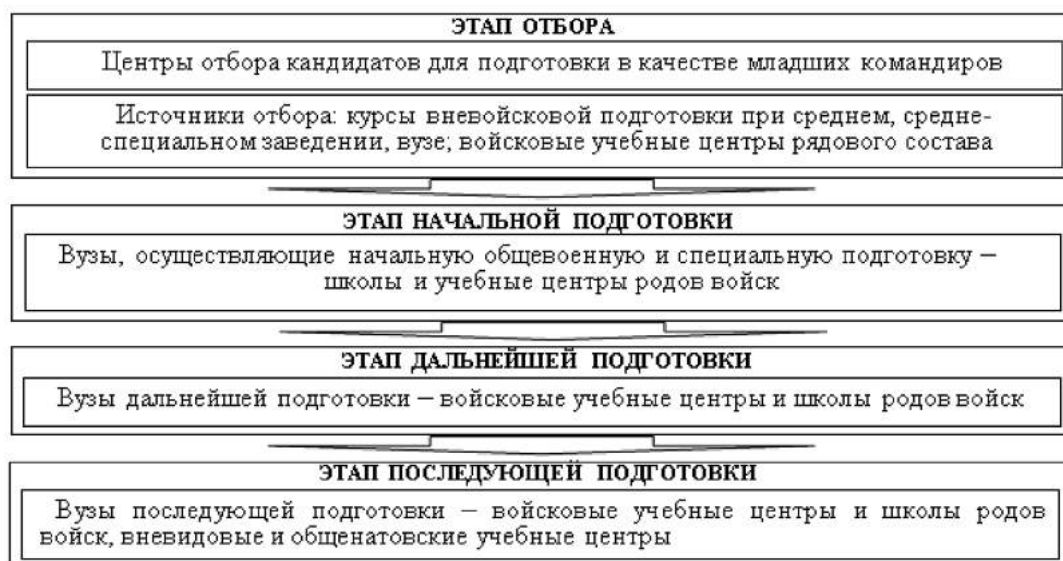 ЭТАП ОТБОРА
Центры отбора кандидатов для подготовки в качестве младших командиров
Источники отбора: курсы вневойсковой подготовки при среднем, средне-
специальном заведении, вузе; войсковые учебные центры рядового состава
ЭТАП НАЧАЛЬНОЙ ПОДГОТОВКИ
Вузы, осуществляющие начальную общевоенную и специальную подготовку –
школы и учебные центры родов войск
ЭТАП ДАЛЬНЕЙШЕЙ ПОДГОТОВКИ
Вузы дальнейшей подготовки – войсковые учебные центры и школы родов войск
ЭТАП ПОСЛЕДУЮЩЕЙ ПОДГОТОВКИ
Вузы последующей подготовки – войсковые учебные центры и школы родов
войск, вневидовые и общенатовские учебные центры